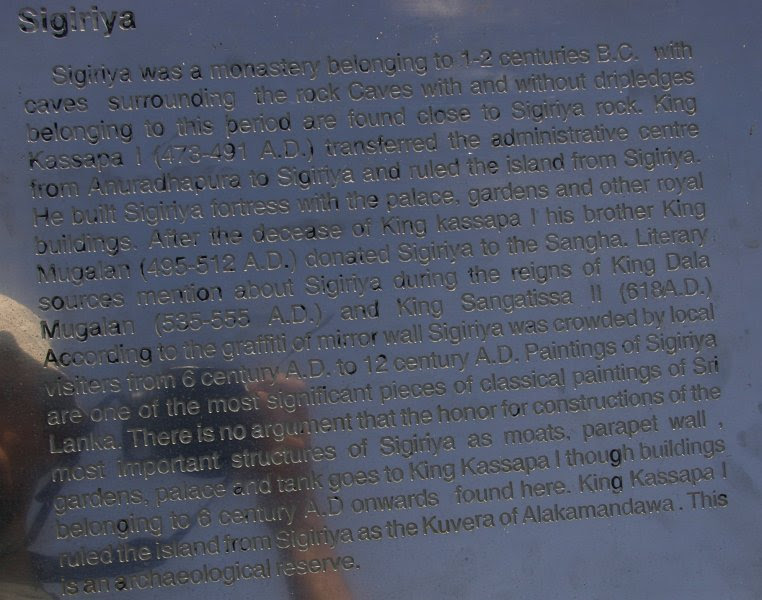 Sigiriya
Sigiriya was a monastery belonging to 1-2 centuries B.C. with
caves surrounding the rock Caves with and without dripledges
belonging to this period are found close to Sigiriya rock. King
Kassapa I (473-491 A.D.) transferred the administrative centre
from Anuradhapura to Sigiriya and ruled the island from Sigiriya.
He built Sigiriya fortress with the palace, gardens and other royal
buildings. After the decease of King kassapa I his brother King
Mugalan (495-512 A.D.) donated Sigiriya to the Sangha. Literary
sources mention about Sigiriya during the reigns of King Dala
Mugalan (535-555 A.D.) and King Sangatissa II (618A.D.)
According to the graffiti of mirror wall Sigiriya was crowded by local
visiters from 6 century A.D. to 12 century A.D. Paintings of Sigiriya
are one of the most significant pieces of classical paintings of Sri
Lanka. There is no argument that the honor for constructions of the
most important structures of Sigiriya as moats, parapet wall ,
gardens, palace and tank goes to King Kassapa I though buildings
belonging to 6 century A.D onwards found here. King Kassapa I
ruled the island from Sigiriya as the Kuvera of Alakamandawa. This
is an archaeological reserve.